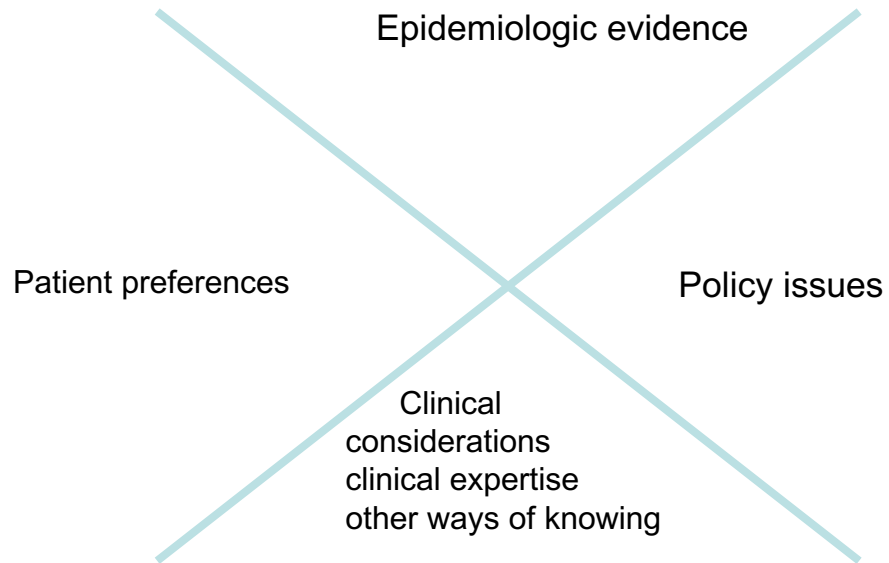 Epidemiologic evidence
Patient preferences
Policy issues
Clinical
considerations
clinical expertise
other ways of knowing